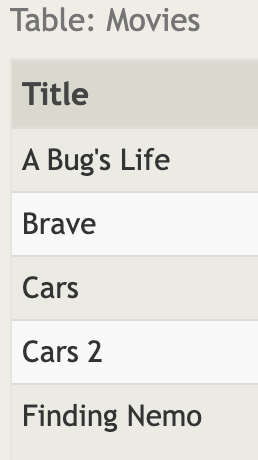 Table: Movies
Title
A Bug's Life
Brave
Cars
Cars 2
Finding Nemo